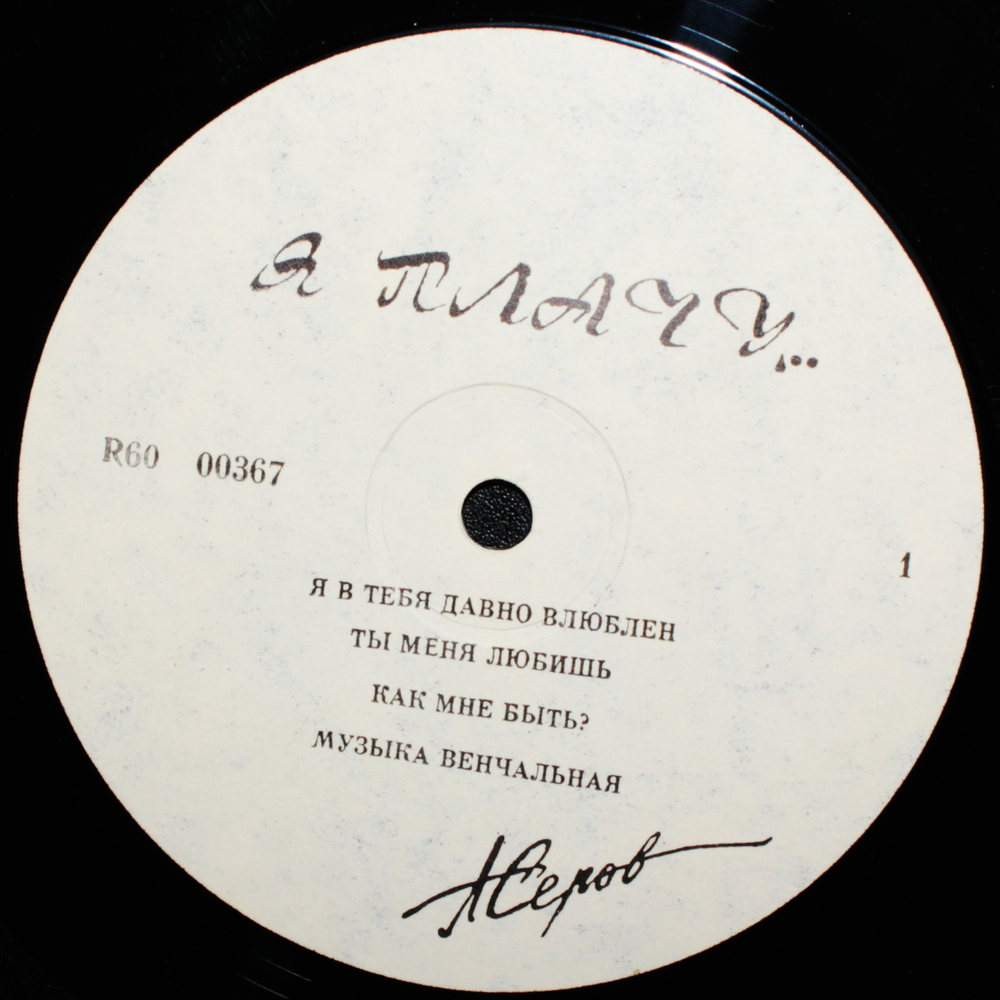 Я ПЛАЧУ...
R60 00367
1
Я В ТЕБЯ ДАВНО ВЛЮБЛЕН
ТЫ МЕНЯ ЛЮБИШЬ
КАК МНЕ БЫТЬ?
МУЗЫКА ВЕНЧАЛЬНАЯ
АСеров